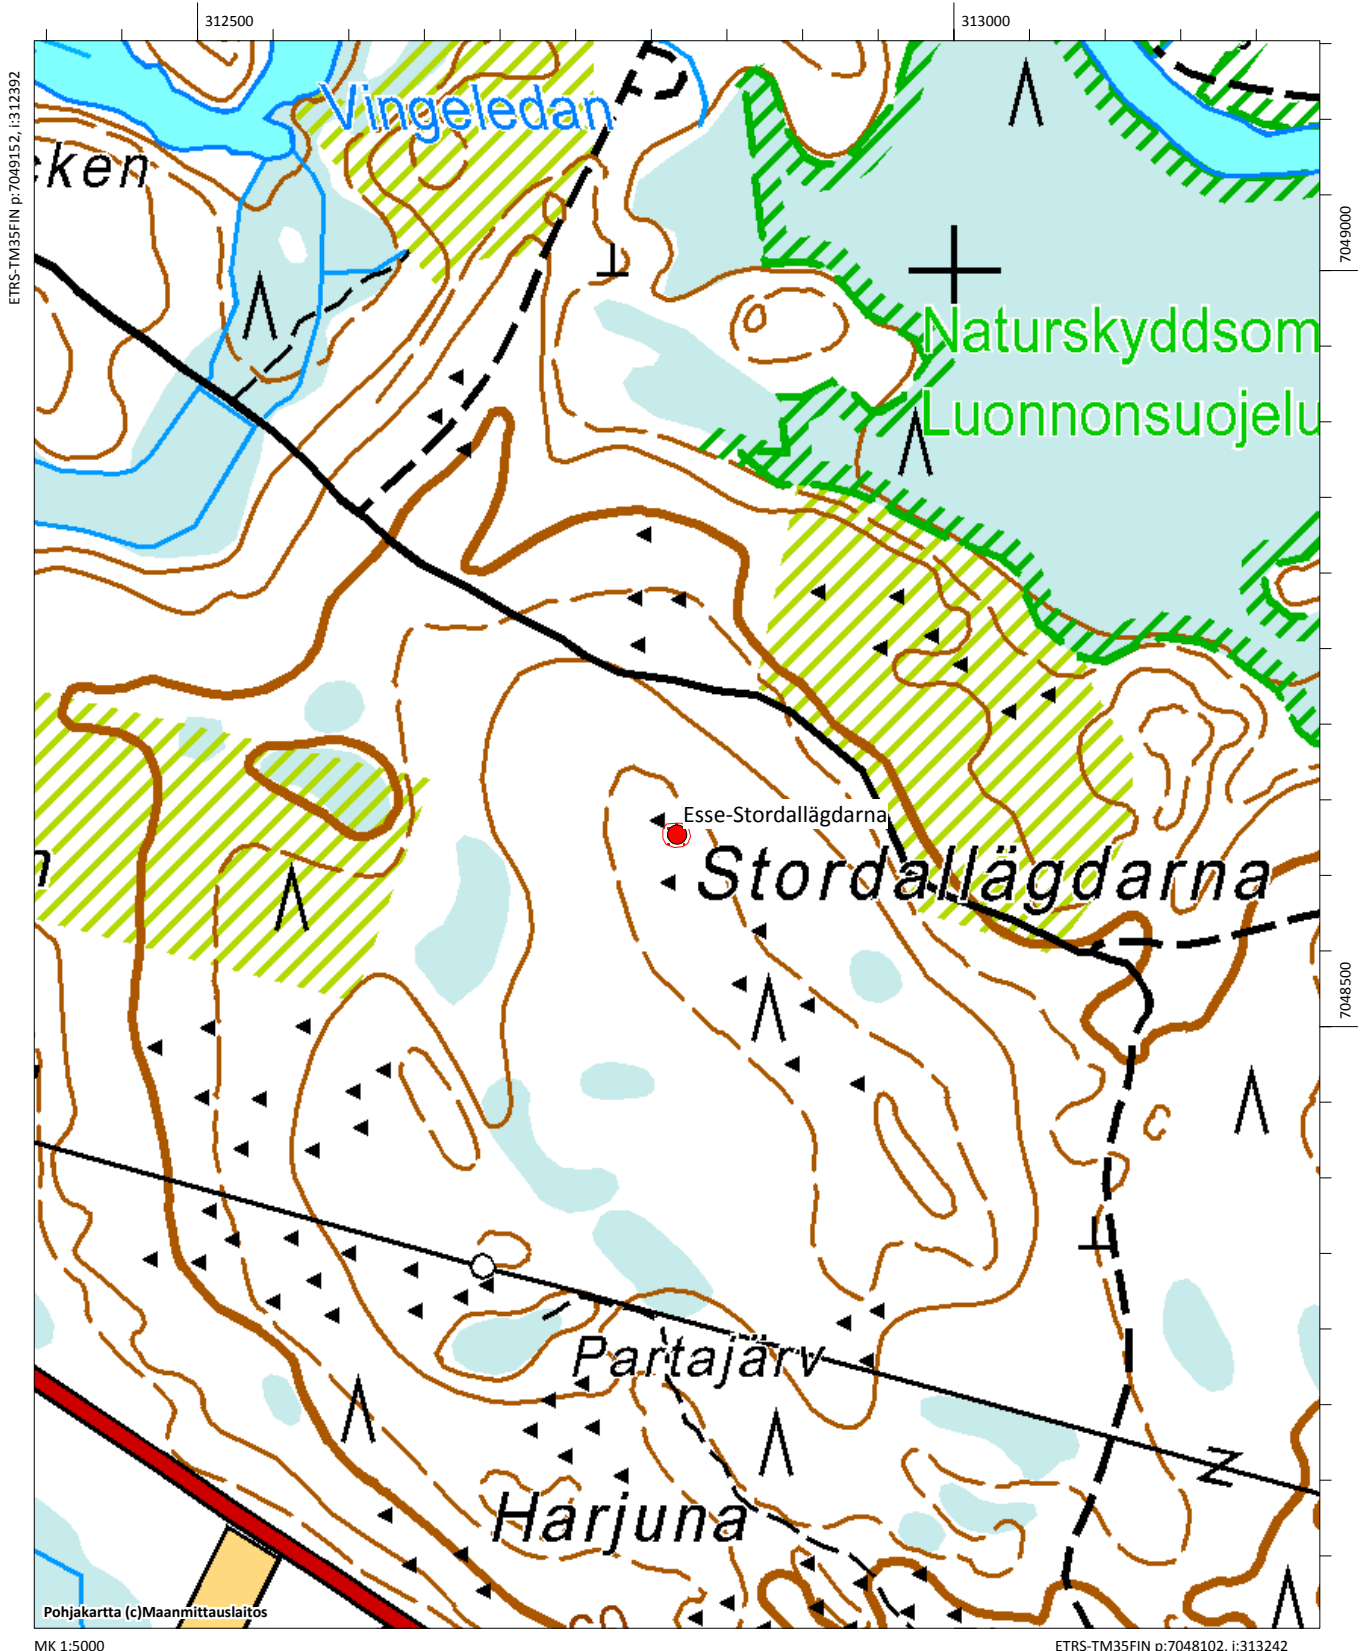 312500
313000
ETRS-TM35FIN p:7049152, i:312392
Vingeledan
ken
7049000
Naturskyddsom
Luonnonsuojelu
Esse-Stordallägdarna
Stordallägdarna
n
7048500
Partajärv
Harjuna
Pohjakartta (c)Maanmittauslaitos
MK 1:5000
ETRS-TM35FIN p:7048102, i:313242